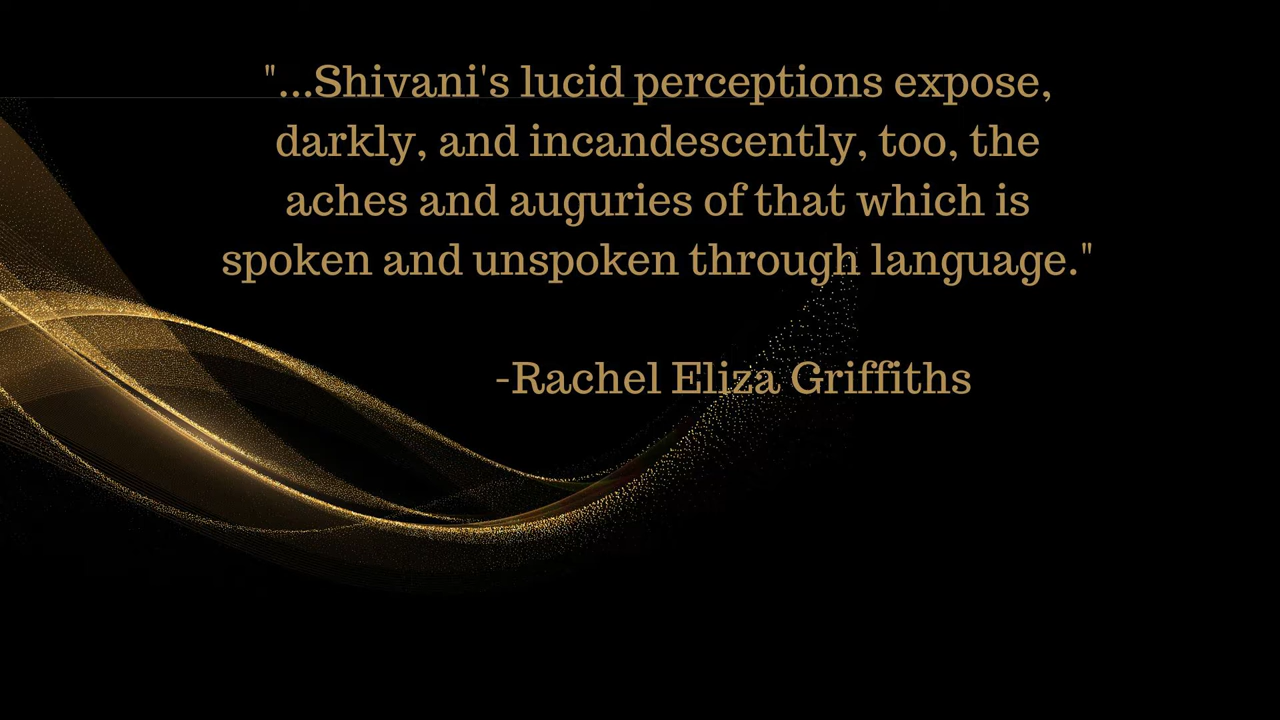 "...Shivani's lucid perceptions expose,
darkly, and incandescently, too, the
aches and auguries of that which is
spoken and unspoken through language."
-Rachel Eliza Griffiths